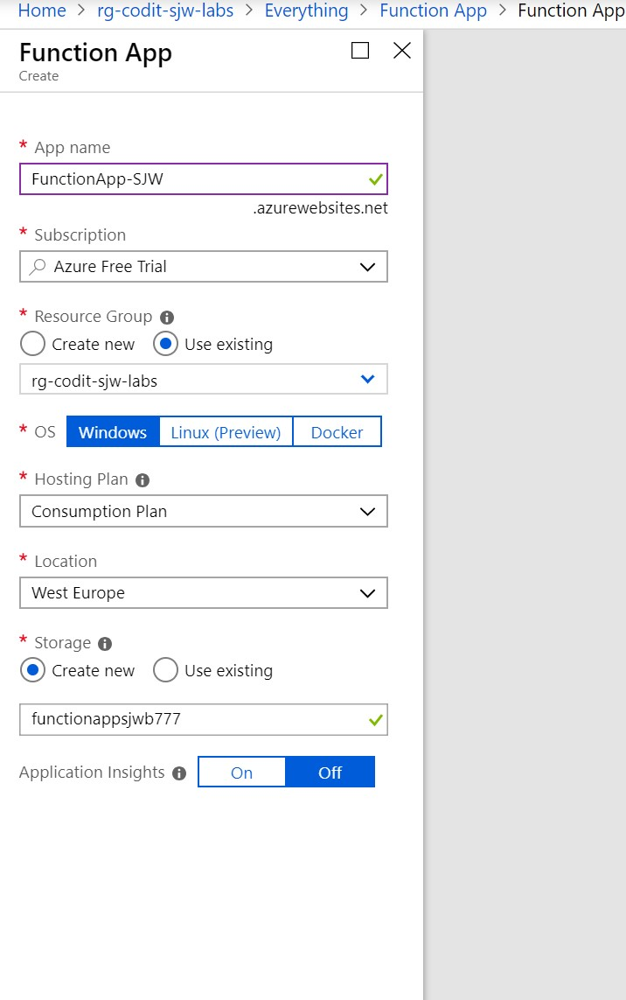 Home > rg-codit-sjw-labs > Everything > Function App > Function App
Function App
Create
* App name
FunctionApp-SJW
.azurewebsites.net
* Subscription
Azure Free Trial
* Resource Group
Create new Use existing
rg-codit-sjw-labs
* OS Windows Linux (Preview) Docker
* Hosting Plan
Consumption Plan
* Location
West Europe
* Storage
Create new Use existing
functionappsjwb777
Application Insights On Off